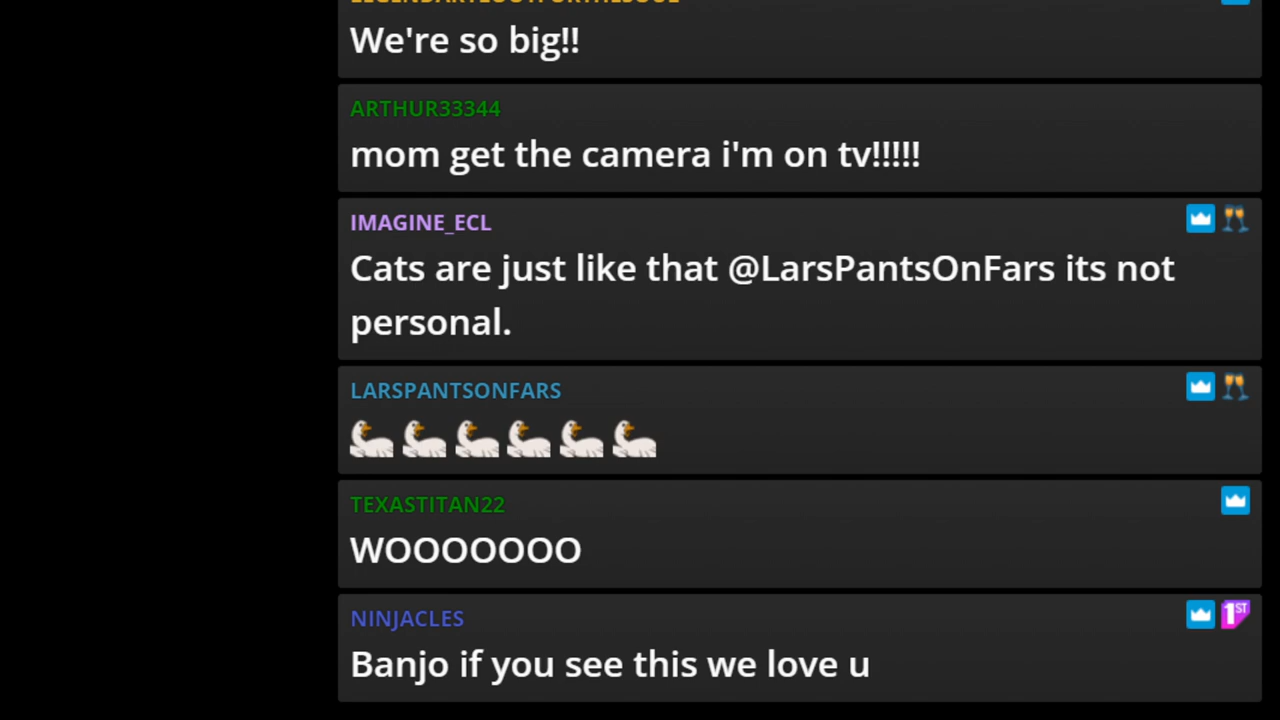 We're so big!!
ARTHUR33344
mom get the camera i'm on tv!!!!!
IMAGINE_ECL
Cats are just like that @LarsPantsOnFars its not
personal.
LARSPANTSONFARS
TEXASTITAN22
WOOOOOOO
NINJACLES
1ST
Banjo if you see this we love u